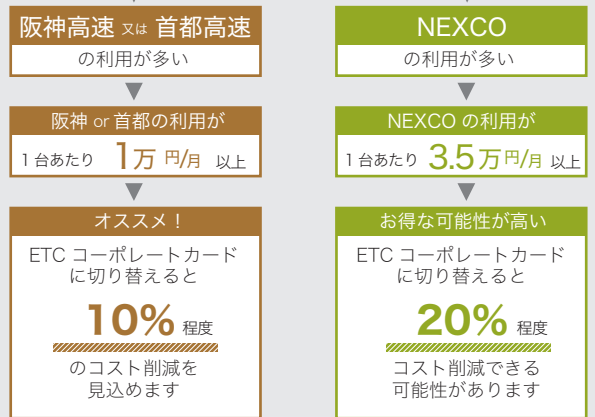 阪神高速 又は 首都高速
の利用が多い
阪神 or 首都の利用が
1台あたり 1万 円/月 以上
オススメ！
ETC コーポレートカード
に切り替えると
10% 程度
のコスト削減を
見込めます
NEXCO
の利用が多い
NEXCO の利用が
1台あたり 3.5万円/月 以上
お得な可能性が高い
ETC コーポレートカード
に切り替えると
20% 程度
コスト削減できる
可能性があります